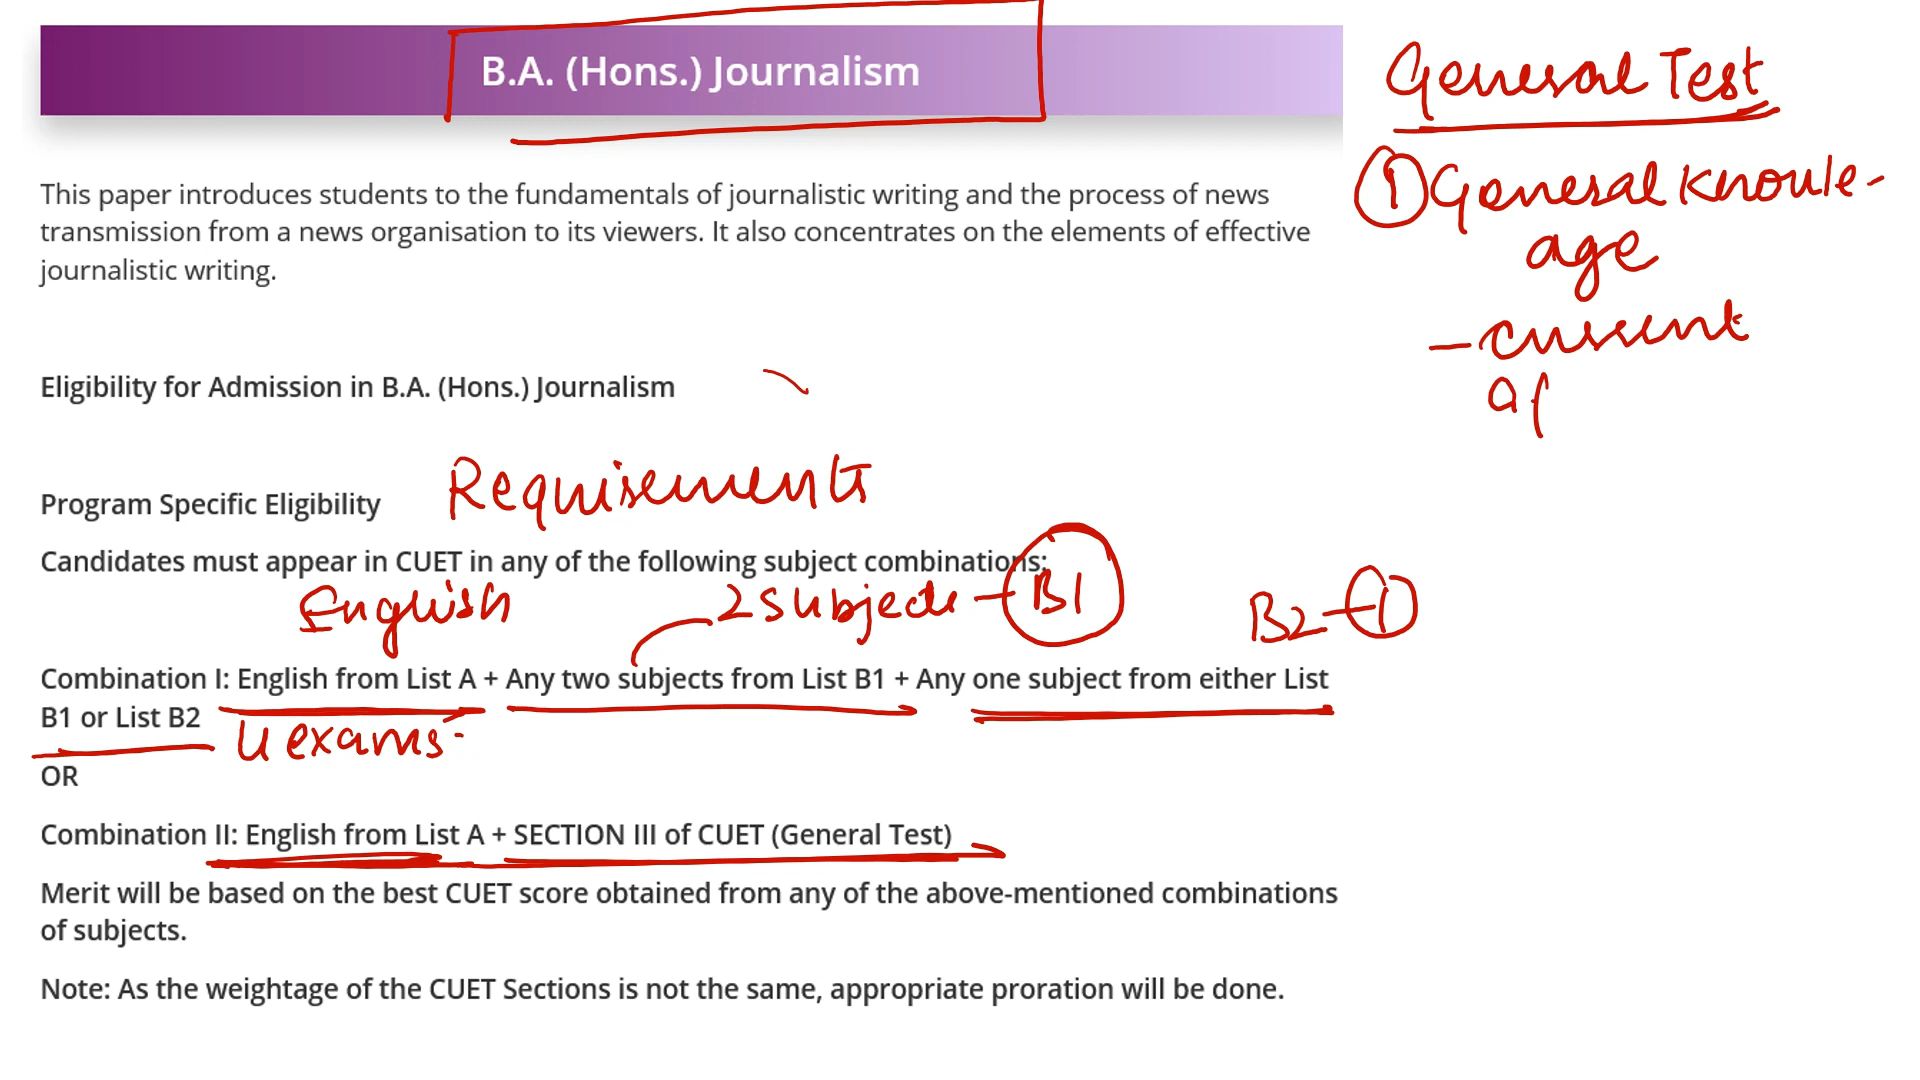 B.A. (Hons.) Journalism
This paper introduces students to the fundamentals of journalistic writing and the process of news
transmission from a news organisation to its viewers. It also concentrates on the elements of effective
journalistic writing.
Eligibility for Admission in B.A. (Hons.) Journalism
Program Specific Eligibility
Requirements
Candidates must appear in CUET in any of the following subject combinations:
English 2 Subjects - B1 B2 - 1
Combination I: English from List A + Any two subjects from List B1 + Any one subject from either List
B1 or List B2
4 exams
OR
Combination II: English from List A + SECTION III of CUET (General Test)
Merit will be based on the best CUET score obtained from any of the above-mentioned combinations
of subjects.
Note: As the weightage of the CUET Sections is not the same, appropriate proration will be done.
General Test
1 General Knowle-
age
- current
af